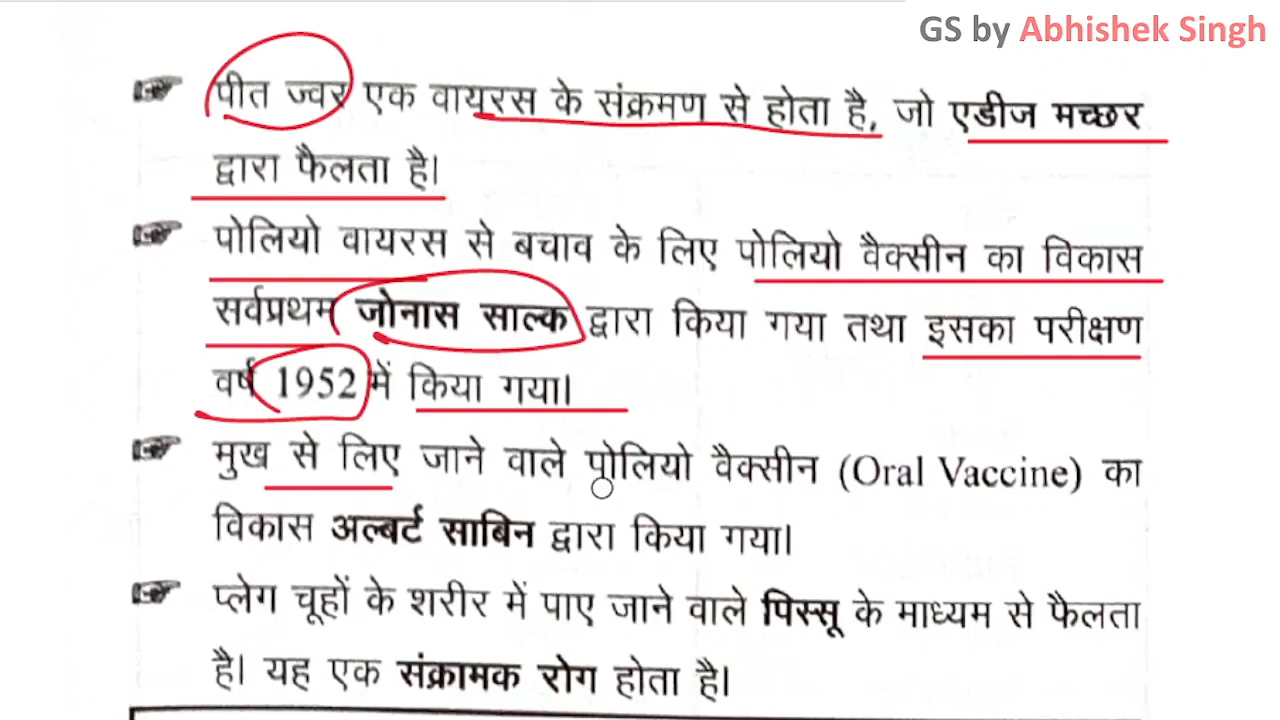 GS by Abhishek Singh
पीत ज्वर एक वायरस के संक्रमण से होता है, जो एडीज मच्छर
द्वारा फैलता है।
पोलियो वायरस से बचाव के लिए पोलियो वैक्सीन का विकास
सर्वप्रथम जोनास साल्क द्वारा किया गया तथा इसका परीक्षण
वर्ष 1952 में किया गया।
मुख से लिए जाने वाले पोलियो वैक्सीन (Oral Vaccine) का
विकास अल्बर्ट साबिन द्वारा किया गया।
प्लेग चूहों के शरीर में पाए जाने वाले पिस्सू के माध्यम से फैलता
है। यह एक संक्रामक रोग होता है।